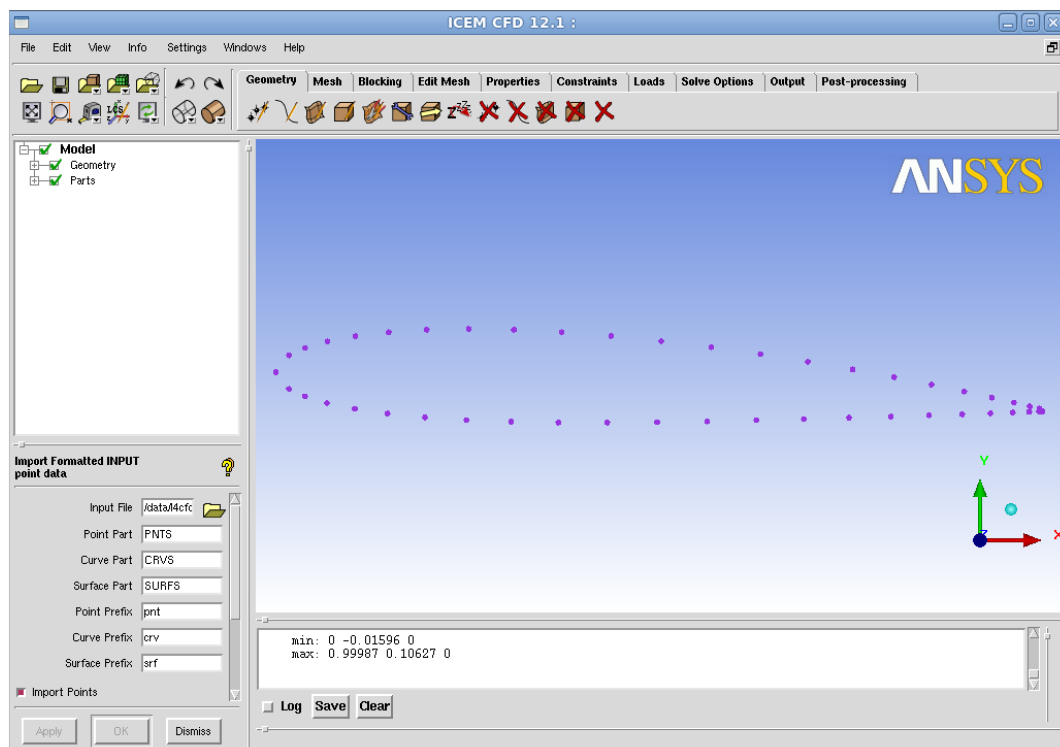 ICEM CFD 12.1 :
File Edit View Info Settings Windows Help
Geometry Mesh Blocking Edit Mesh Properties Constraints Loads Solve Options Output Post-processing
LCS
Model
Geometry
Parts
ANSYS
Import Formatted INPUT
point data
Input File /data/l4cfc
Point Part PNTS
Curve Part CRVS
Surface Part SURFS
Point Prefix pnt
Curve Prefix crv
Surface Prefix srf
Import Points
Apply OK Dismiss
Y
Z X
min: 0 -0.01596 0
max: 0.99987 0.10627 0
Log Save Clear